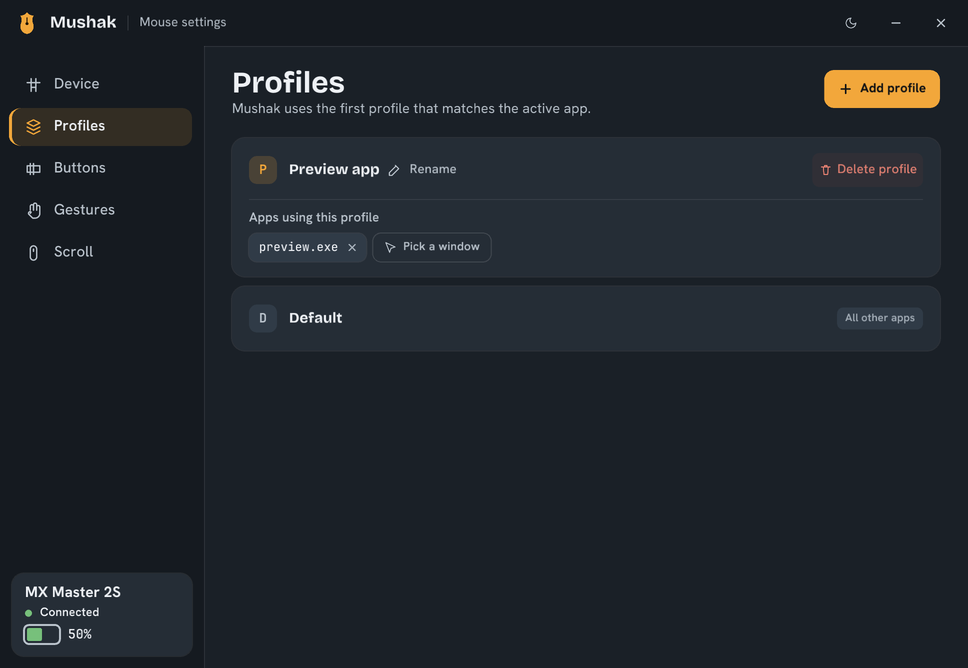 Mushak | Mouse settings
Device
Profiles
Buttons
Gestures
Scroll
MX Master 2S
Connected
50%
Profiles
Mushak uses the first profile that matches the active app.
+ Add profile
P Preview app Rename Delete profile
Apps using this profile
preview.exe × Pick a window
D Default All other apps